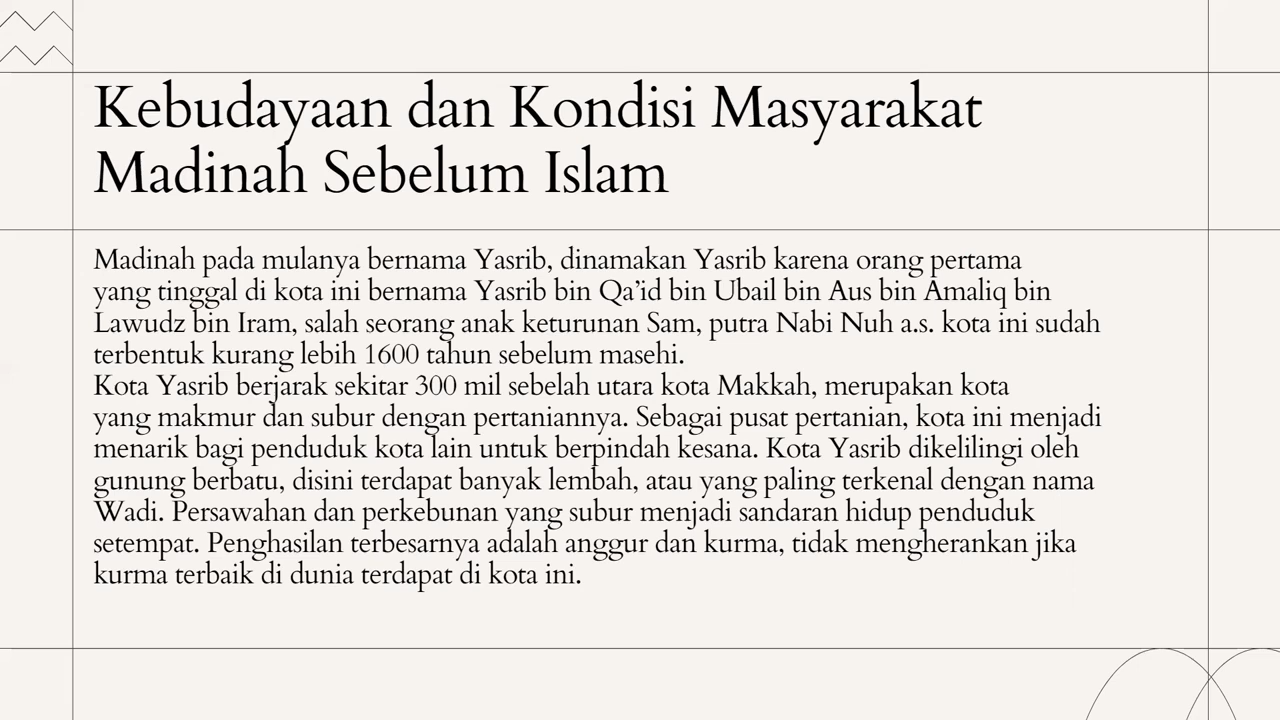 Kebudayaan dan Kondisi Masyarakat
Madinah Sebelum Islam
Madinah pada mulanya bernama Yasrib, dinamakan Yasrib karena orang pertama
yang tinggal di kota ini bernama Yasrib bin Qa’id bin Ubail bin Aus bin Amaliq bin
Lawudz bin Iram, salah seorang anak keturunan Sam, putra Nabi Nuh a.s. kota ini sudah
terbentuk kurang lebih 1600 tahun sebelum masehi.
Kota Yasrib berjarak sekitar 300 mil sebelah utara kota Makkah, merupakan kota
yang makmur dan subur dengan pertaniannya. Sebagai pusat pertanian, kota ini menjadi
menarik bagi penduduk kota lain untuk berpindah kesana. Kota Yasrib dikelilingi oleh
gunung berbatu, disini terdapat banyak lembah, atau yang paling terkenal dengan nama
Wadi. Persawahan dan perkebunan yang subur menjadi sandaran hidup penduduk
setempat. Penghasilan terbesarnya adalah anggur dan kurma, tidak mengherankan jika
kurma terbaik di dunia terdapat di kota ini.